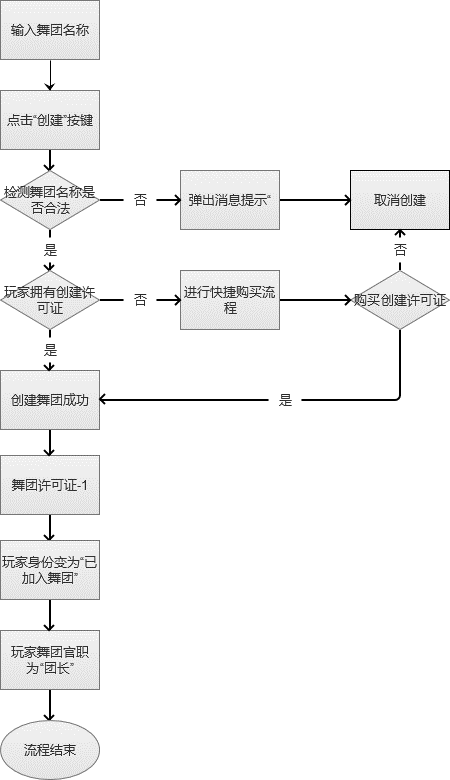 输入舞团名称
点击“创建”按键
检测舞团名称是
否合法
否
弹出消息提示“
取消创建
是
否
玩家拥有创建许
可证
否
进行快捷购买流
程
购买创建许可证
是
创建舞团成功
是
舞团许可证-1
玩家身份变为“已
加入舞团”
玩家舞团官职
为“团长”
流程结束